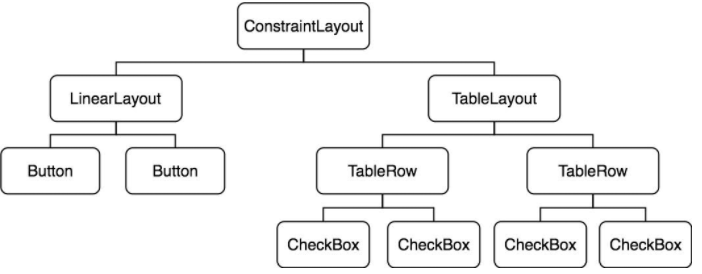 ConstraintLayout
LinearLayout TableLayout
Button Button TableRow TableRow
CheckBox CheckBox CheckBox CheckBox